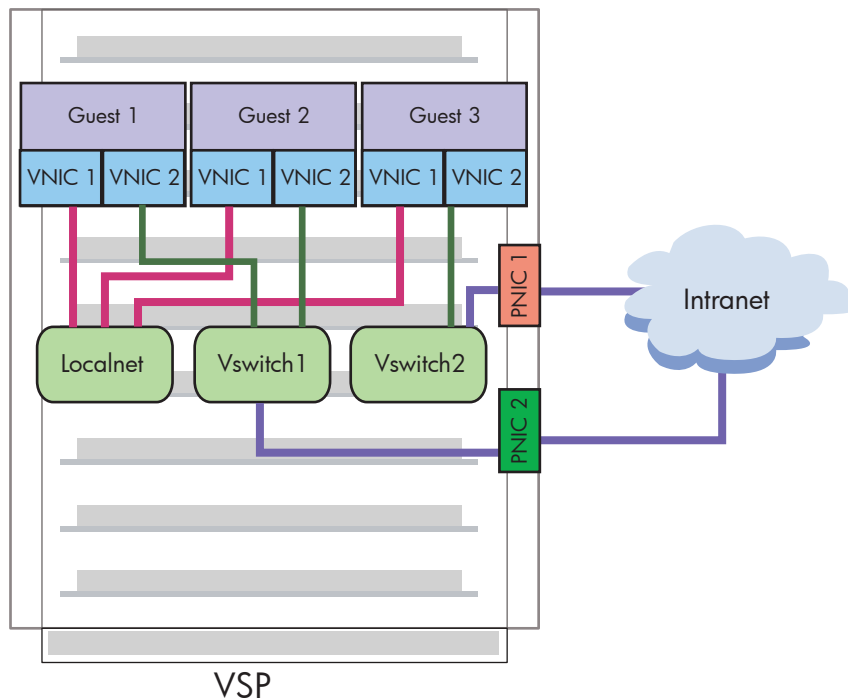 Guest 1
Guest 2
Guest 3
VNIC 1
VNIC 2
VNIC 1
VNIC 2
VNIC 1
VNIC 2
PNIC 1
Intranet
Localnet
Vswitch1
Vswitch2
PNIC 2
VSP